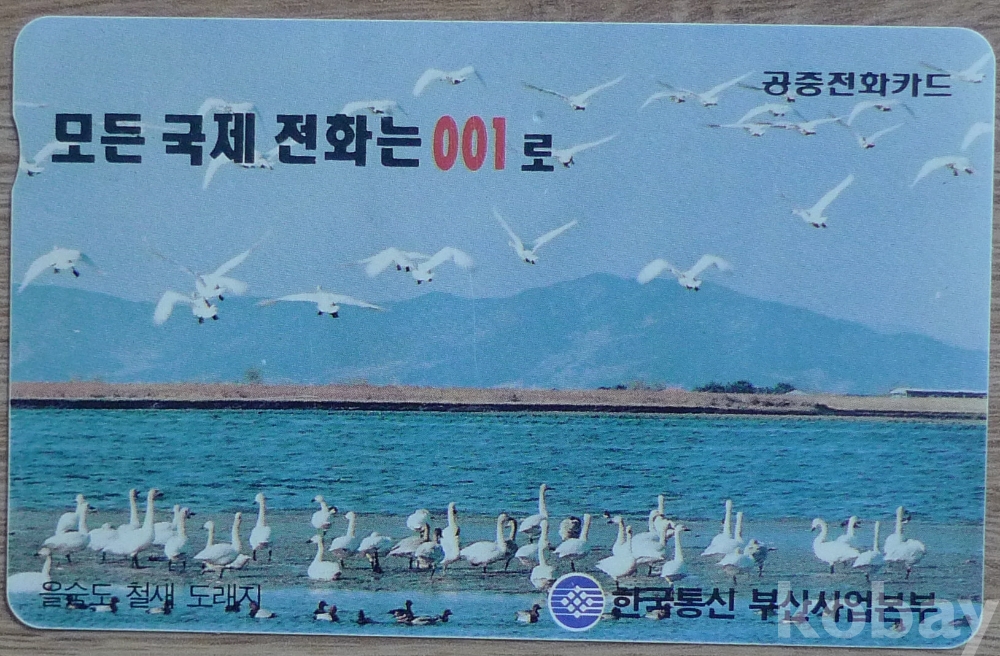 공중전화카드
모든 국제 전화는 001 로
을숙도 철새 도래지
한국통신 부산사업본부
kobay